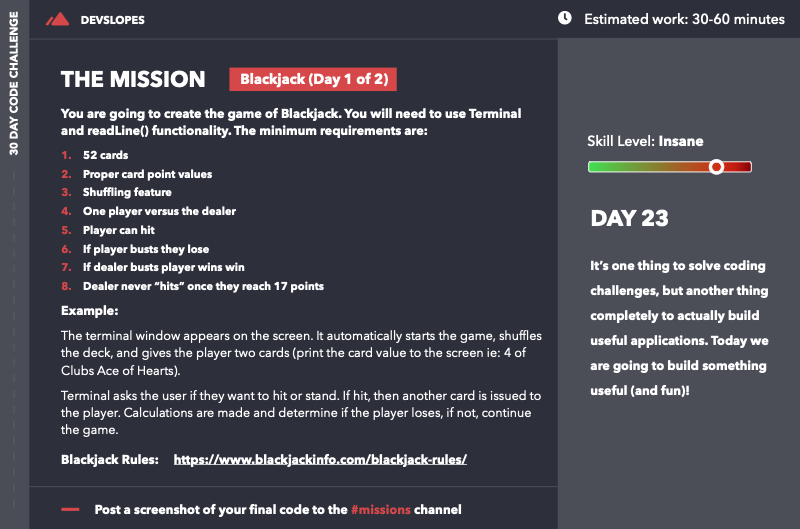 30 DAY CODE CHALLENGE
DEVSLOPES
Estimated work: 30-60 minutes
THE MISSION
Blackjack (Day 1 of 2)
You are going to create the game of Blackjack. You will need to use Terminal
and readLine() functionality. The minimum requirements are:
1. 52 cards
2. Proper card point values
3. Shuffling feature
4. One player versus the dealer
5. Player can hit
6. If player busts they lose
7. If dealer busts player wins win
8. Dealer never “hits” once they reach 17 points
Example:
The terminal window appears on the screen. It automatically starts the game, shuffles
the deck, and gives the player two cards (print the card value to the screen ie: 4 of
Clubs Ace of Hearts).
Terminal asks the user if they want to hit or stand. If hit, then another card is issued to
the player. Calculations are made and determine if the player loses, if not, continue
the game.
Blackjack Rules: https://www.blackjackinfo.com/blackjack-rules/
Post a screenshot of your final code to the #missions channel
Skill Level: Insane
DAY 23
It’s one thing to solve coding
challenges, but another thing
completely to actually build
useful applications. Today we
are going to build something
useful (and fun)!